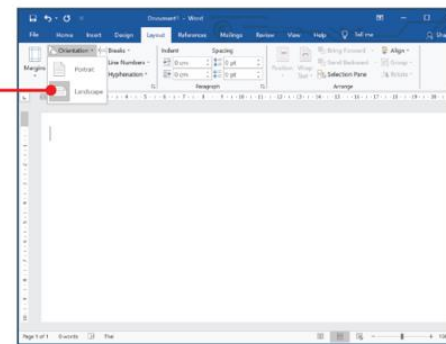 Document1 - Word
File Home Insert Design Layout References Mailings Review View Help Tell me
Orientation Breaks Indent Spacing Bring Forward Align
Margins Portrait Line Numbers 0 cm 0 pt Position Wrap Send Backward Group
Hyphenation 0 cm 0 pt Text Selection Pane Rotate
Landscape Paragraph Arrange
Page 1 of 1 0 words